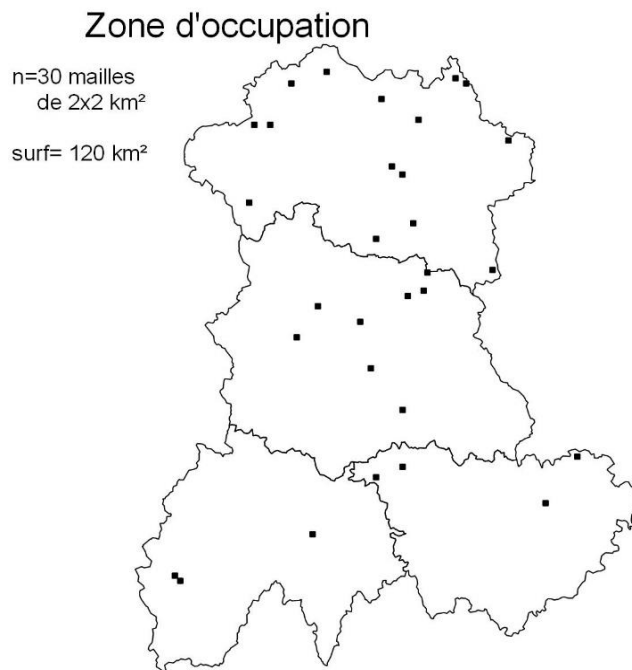 Zone d'occupation
n=30 mailles
de 2x2 km²
surf= 120 km²